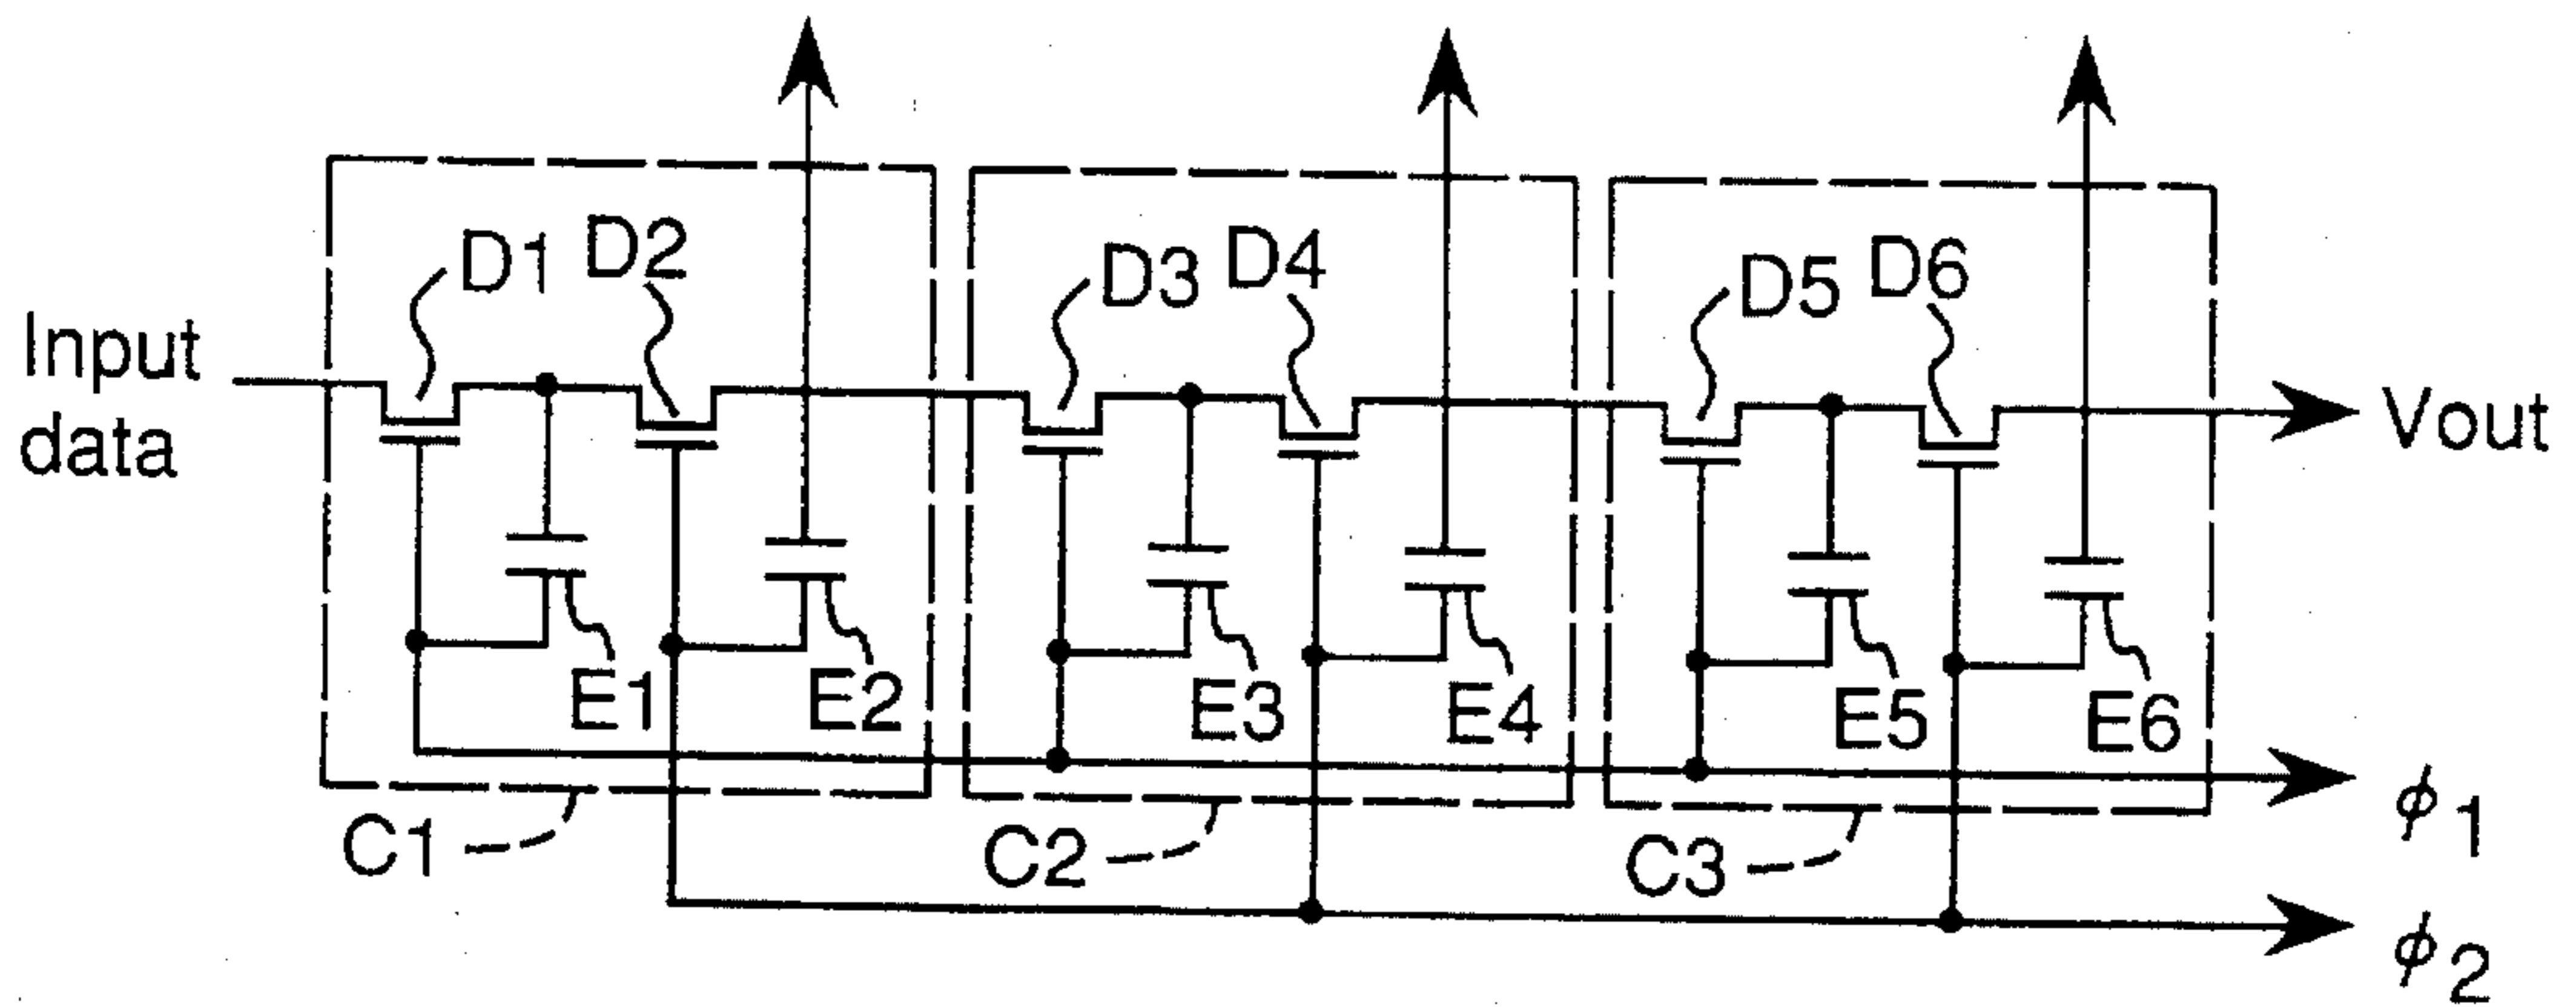 D1 D2
D3 D4
D5 D6
Input
data
Vout
E1 E2
E3 E4
E5 E6
C1
C2
C3
ϕ1
ϕ2